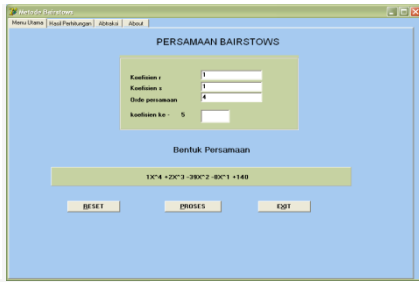 Metode Bairstows
Menu Utama Hasil Perhitungan Abtraksi About
PERSAMAAN BAIRSTOWS
Koefisien r 1
Koefisien s 1
Orde persamaan 4
koefisien ke - 5
Bentuk Persamaan
1X^4 +2X^3 -39X^2 -8X^1 +140
RESET PROSES EXIT